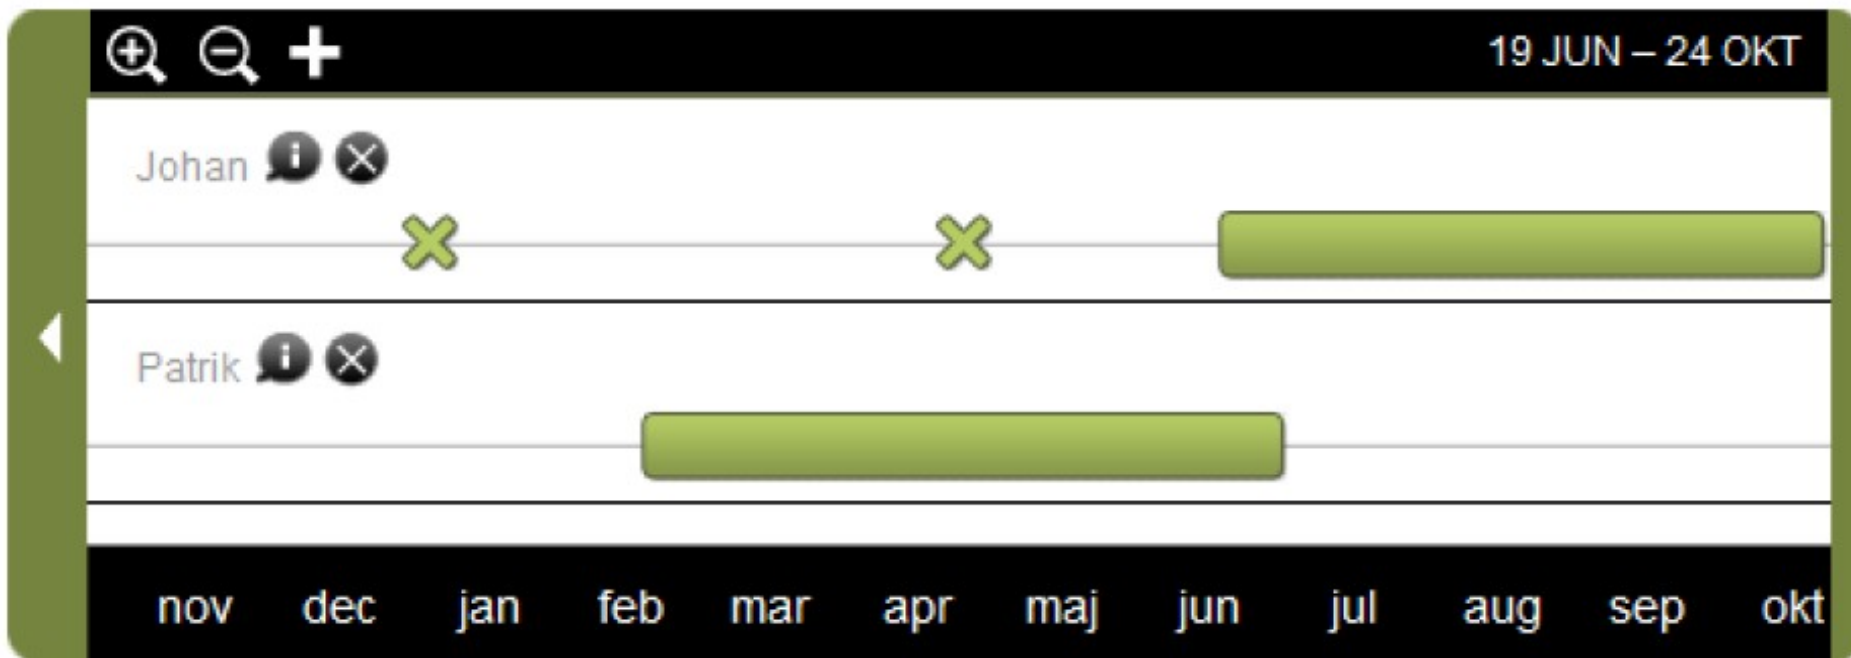 19 JUN – 24 OKT
Johan
Patrik
nov dec jan feb mar apr maj jun jul aug sep okt